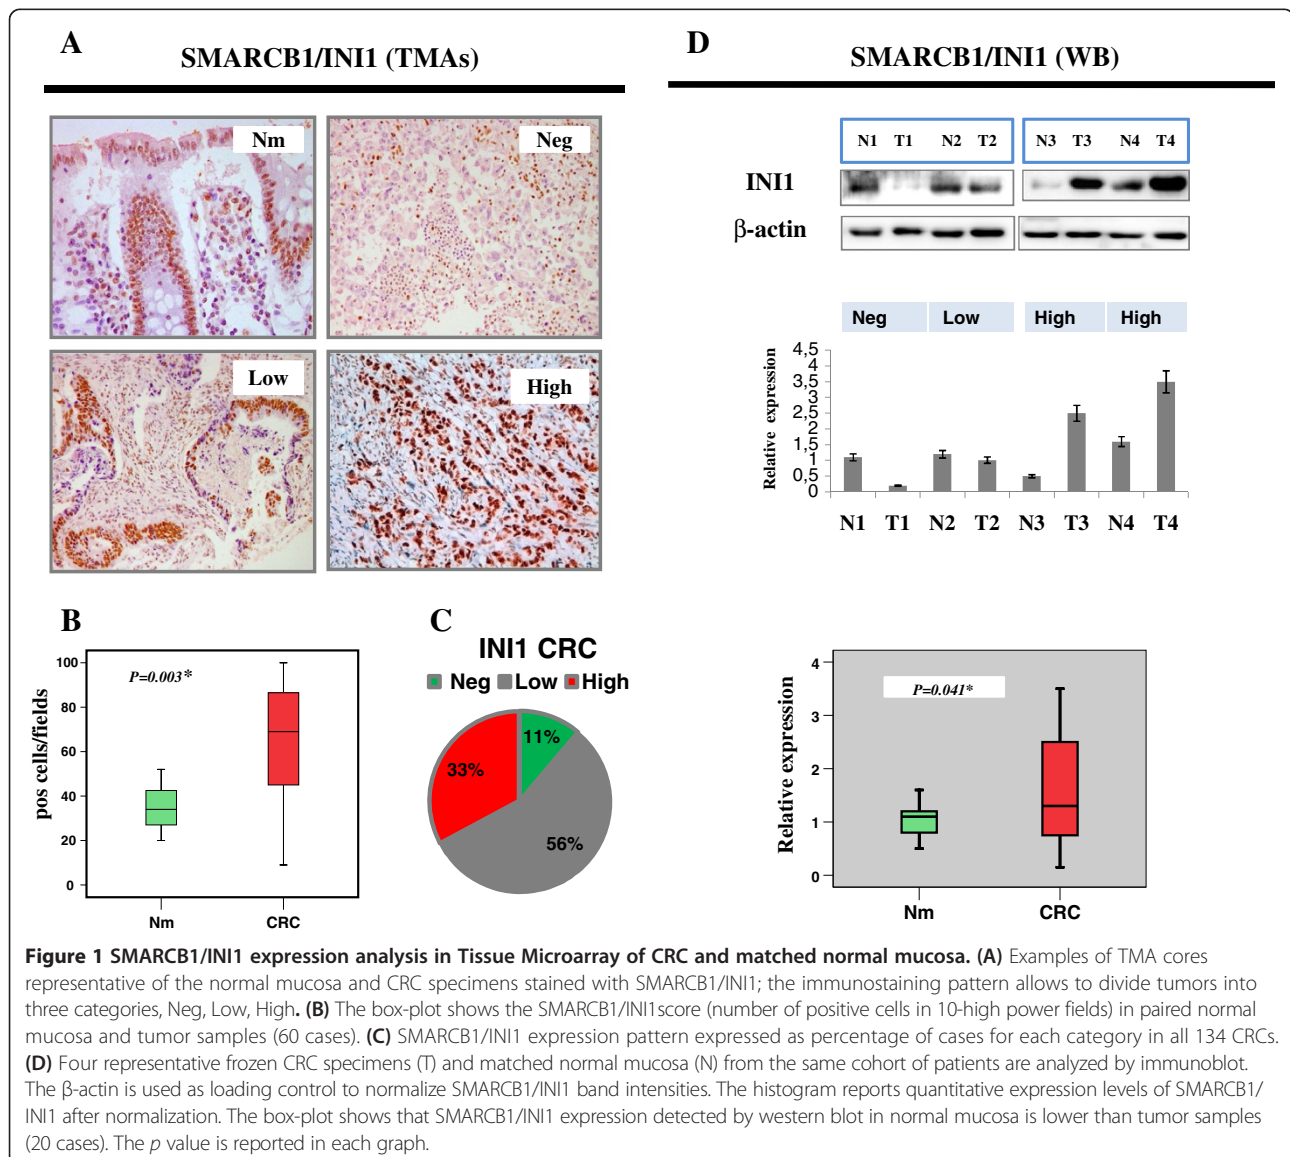 A
SMARCB1/INI1 (TMAs)
Nm
Neg
Low
High
D
SMARCB1/INI1 (WB)
N1 T1 N2 T2 N3 T3 N4 T4
INI1
β-actin
Neg Low High High
Relative expression
4,5
3,5
2,5
1,5
0,5
0
N1 T1 N2 T2 N3 T3 N4 T4
B
pos cells/fields
100
80
60
40
20
0
P=0.003*
Nm CRC
C
INI1 CRC
Neg Low High
11%
33%
56%
Relative expression
4
3
2
1
0
P=0.041*
Nm CRC
Figure 1 SMARCB1/INI1 expression analysis in Tissue Microarray of CRC and matched normal mucosa. (A) Examples of TMA cores
representative of the normal mucosa and CRC specimens stained with SMARCB1/INI1; the immunostaining pattern allows to divide tumors into
three categories, Neg, Low, High. (B) The box-plot shows the SMARCB1/INI1score (number of positive cells in 10-high power fields) in paired normal
mucosa and tumor samples (60 cases). (C) SMARCB1/INI1 expression pattern expressed as percentage of cases for each category in all 134 CRCs.
(D) Four representative frozen CRC specimens (T) and matched normal mucosa (N) from the same cohort of patients are analyzed by immunoblot.
The β-actin is used as loading control to normalize SMARCB1/INI1 band intensities. The histogram reports quantitative expression levels of SMARCB1/
INI1 after normalization. The box-plot shows that SMARCB1/INI1 expression detected by western blot in normal mucosa is lower than tumor samples
(20 cases). The p value is reported in each graph.